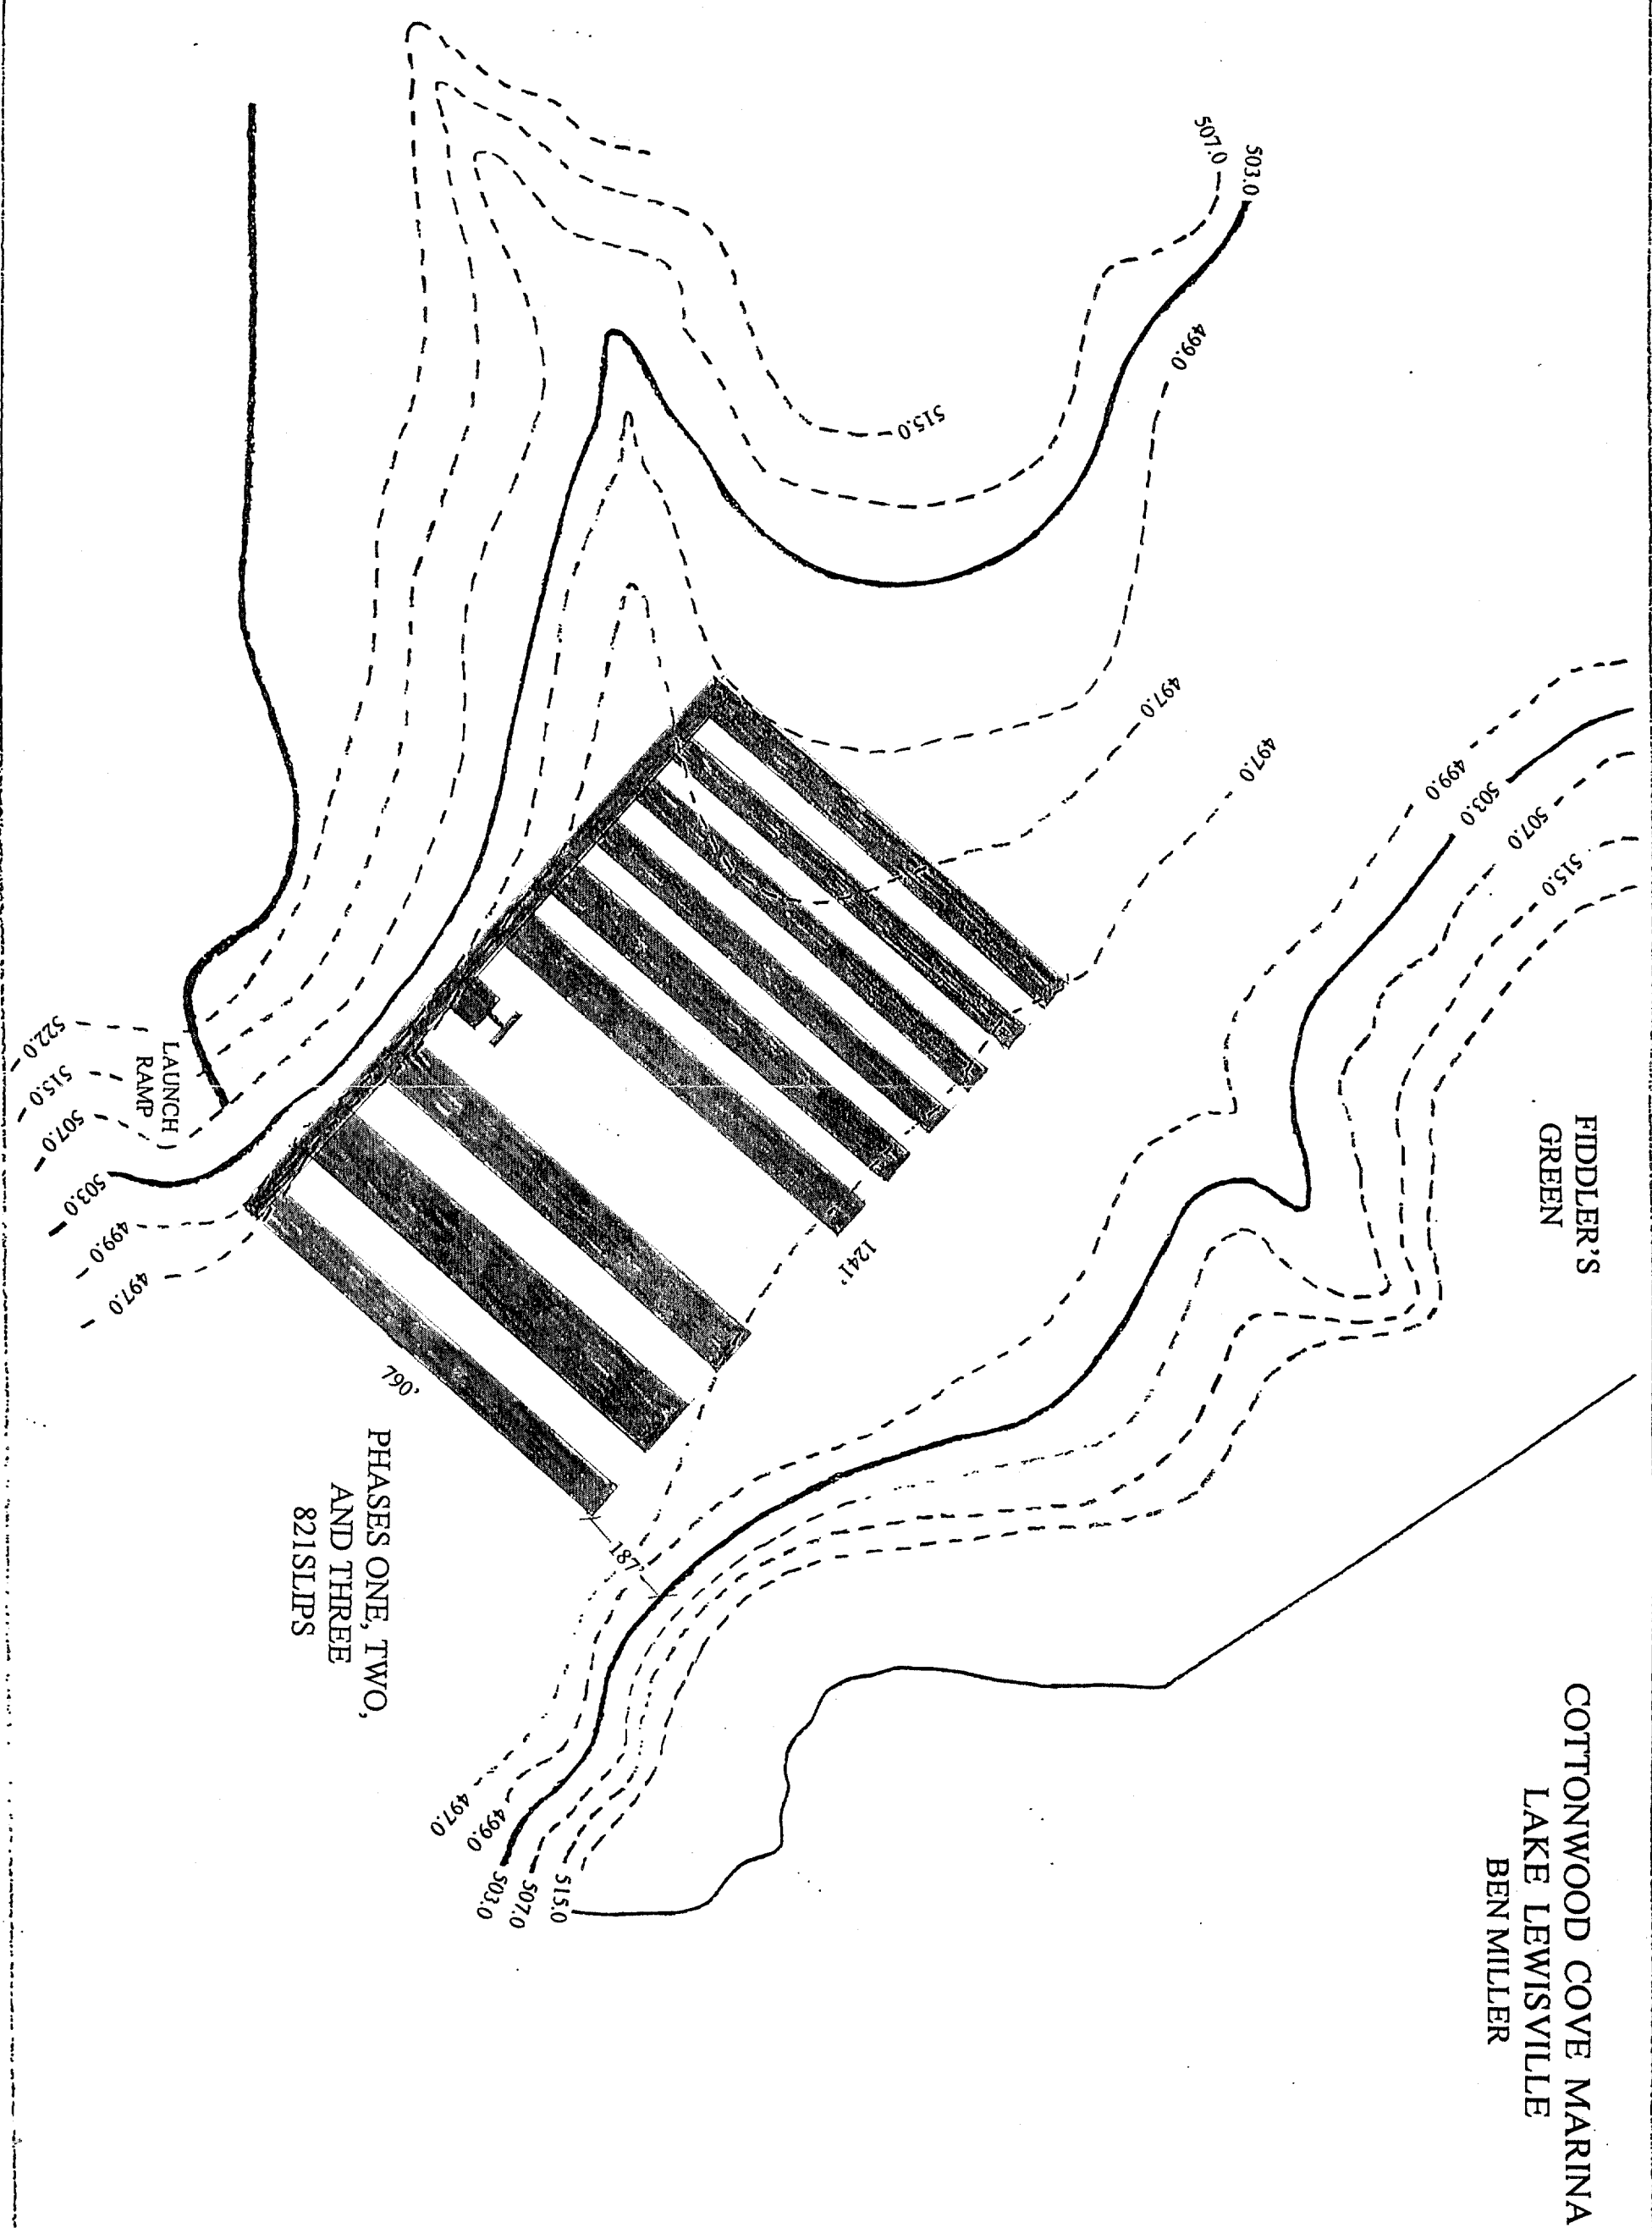 COTTONWOOD COVE MARINA
LAKE LEWISVILLE
BEN MILLER
FIDDLER'S
GREEN
503.0
507.0
499.0
515.0
497.0
497.0
499.0
503.0
507.0
515.0
1241'
790'
187'
PHASES ONE, TWO,
AND THREE
821SLIPS
LAUNCH
RAMP
522.0
515.0
507.0
503.0
499.0
497.0
497.0
499.0
503.0
507.0
515.0